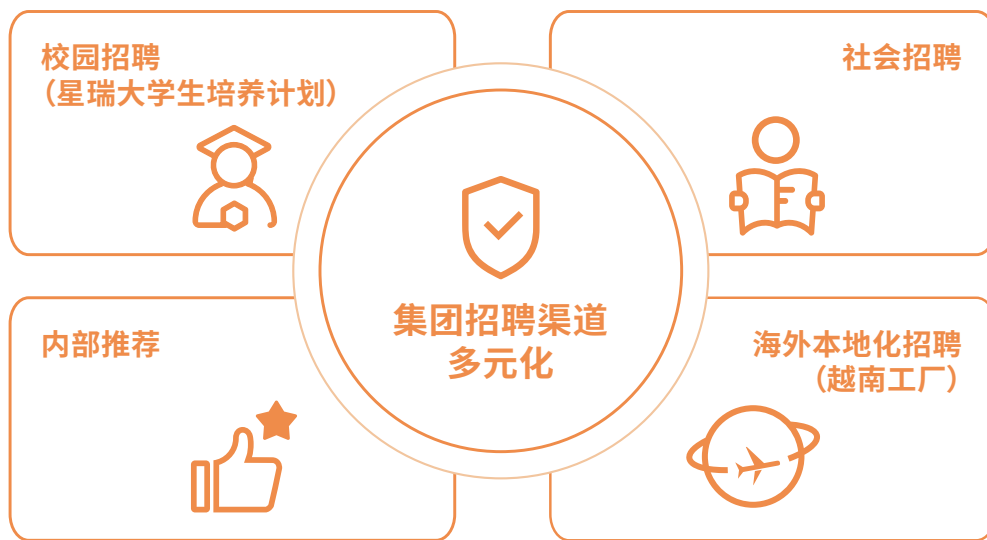 校园招聘
（星瑞大学生培养计划）
社会招聘
集团招聘渠道
多元化
内部推荐
海外本地化招聘
（越南工厂）